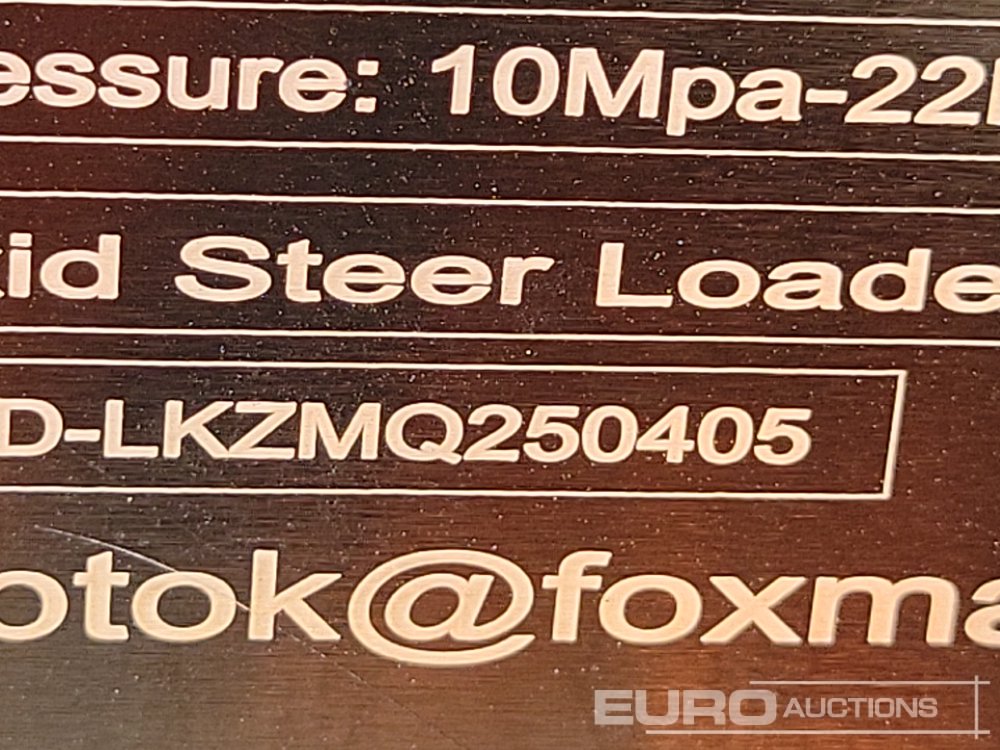 essure: 10Mpa-22
kid Steer Loade
D-LKZMQ250405
otok@foxma
EURO AUCTIONS